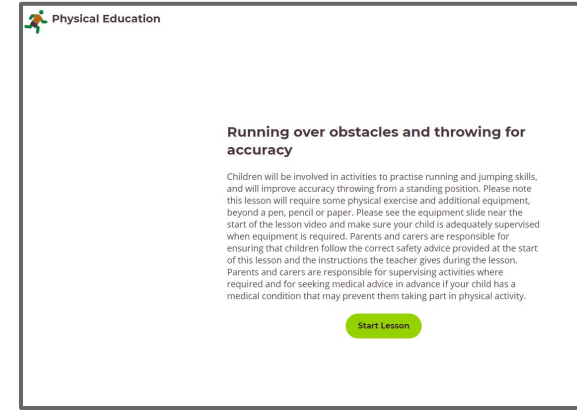 Physical Education
Running over obstacles and throwing for
accuracy
Children will be involved in activities to practise running and jumping skills,
and will improve accuracy throwing from a standing position. Please note
this lesson will require some physical exercise and additional equipment,
beyond a pen, pencil or paper. Please see the equipment slide near the
start of the lesson video and make sure your child is adequately supervised
when equipment is required. Parents and carers are responsible for
ensuring that children follow the correct safety advice provided at the start
of this lesson and the instructions the teacher gives during the lesson.
Parents and carers are responsible for supervising activities where
required and for seeking medical advice in advance if your child has a
medical condition that may prevent them taking part in physical activity.
Start Lesson